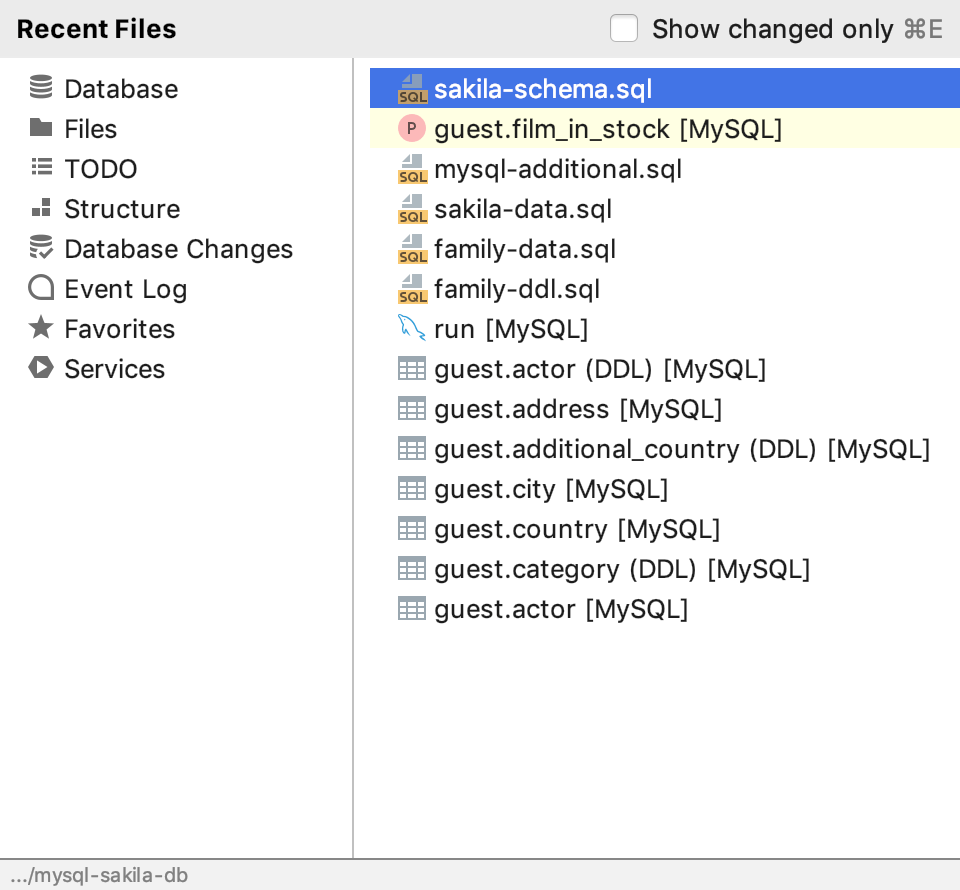 Recent Files
Show changed only ⌘E
Database
Files
TODO
Structure
Database Changes
Event Log
Favorites
Services
SQL sakila-schema.sql
P guest.film_in_stock [MySQL]
SQL mysql-additional.sql
SQL sakila-data.sql
SQL family-data.sql
SQL family-ddl.sql
run [MySQL]
guest.actor (DDL) [MySQL]
guest.address [MySQL]
guest.additional_country (DDL) [MySQL]
guest.city [MySQL]
guest.country [MySQL]
guest.category (DDL) [MySQL]
guest.actor [MySQL]
.../mysql-sakila-db